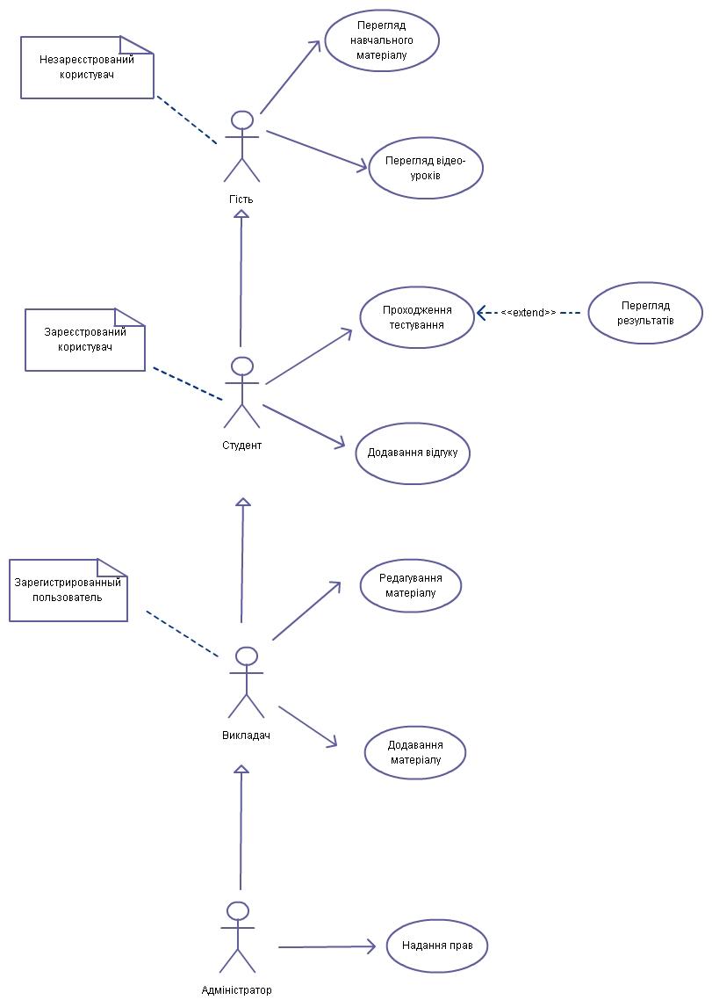 Перегляд
навчального
матеріалу
Незареєстрований
користувач
Перегляд відео-
уроків
Гість
Проходження
тестування
<<extend>>
Перегляд
результатів
Зареєстрований
користувач
Студент
Додавання відгуку
Редагування
матеріалу
Зарегистрированный
пользователь
Викладач
Додавання
матеріалу
Надання прав
Адміністратор